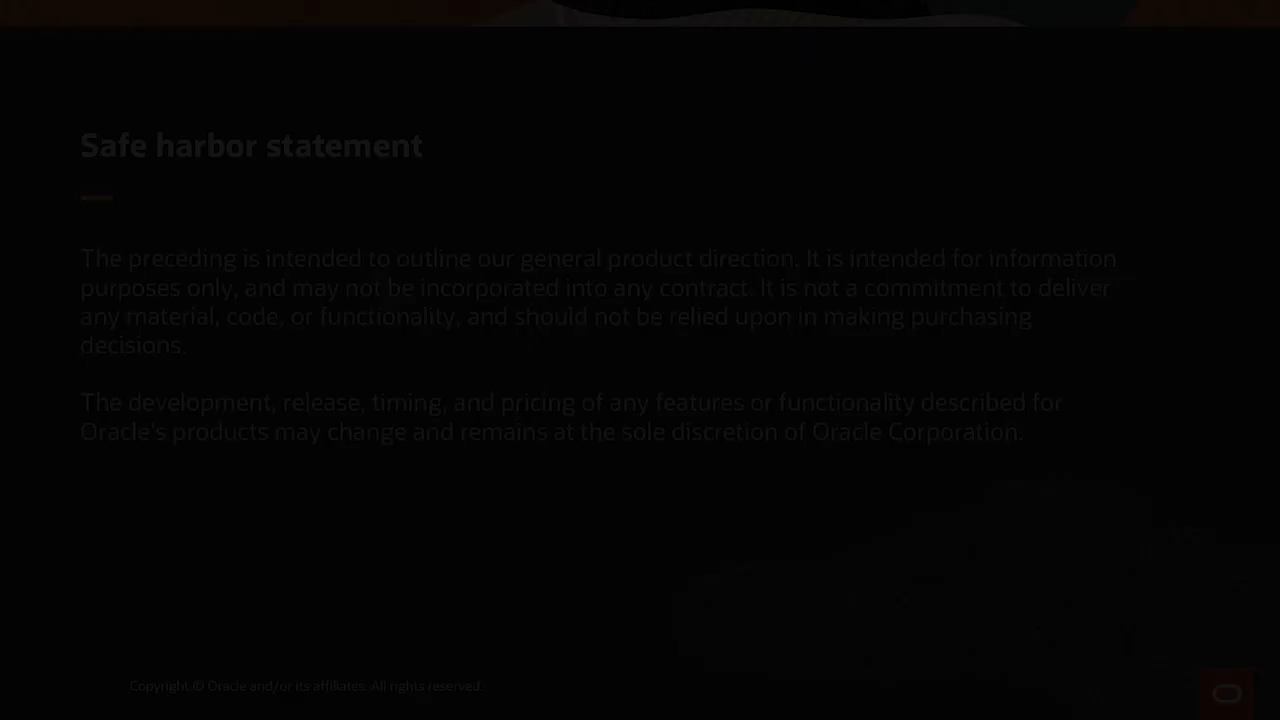 Safe harbor statement
The preceding is intended to outline our general product direction. It is intended for information
purposes only, and may not be incorporated into any contract. It is not a commitment to deliver
any material, code, or functionality, and should not be relied upon in making purchasing
decisions.
The development, release, timing, and pricing of any features or functionality described for
Oracle's products may change and remains at the sole discretion of Oracle Corporation.
Copyright © Oracle and/or its affiliates. All rights reserved.